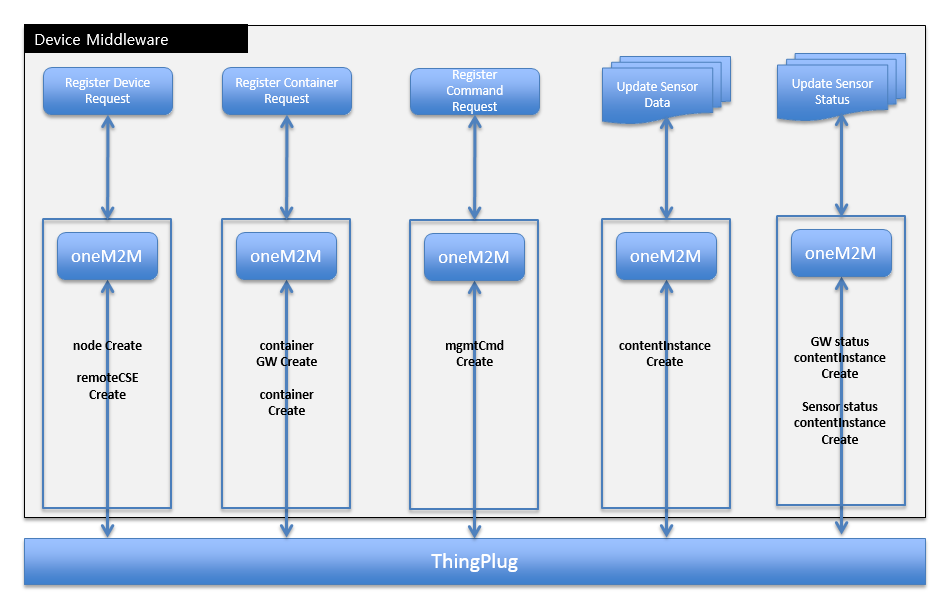 Device Middleware
Register Device
Request
Register Container
Request
Register
Command
Request
Update Sensor
Data
Update Sensor
Status
oneM2M
oneM2M
oneM2M
oneM2M
oneM2M
node Create
remoteCSE
Create
container
GW Create
container
Create
mgmtCmd
Create
contentInstance
Create
GW status
contentInstance
Create
Sensor status
contentInstance
Create
ThingPlug